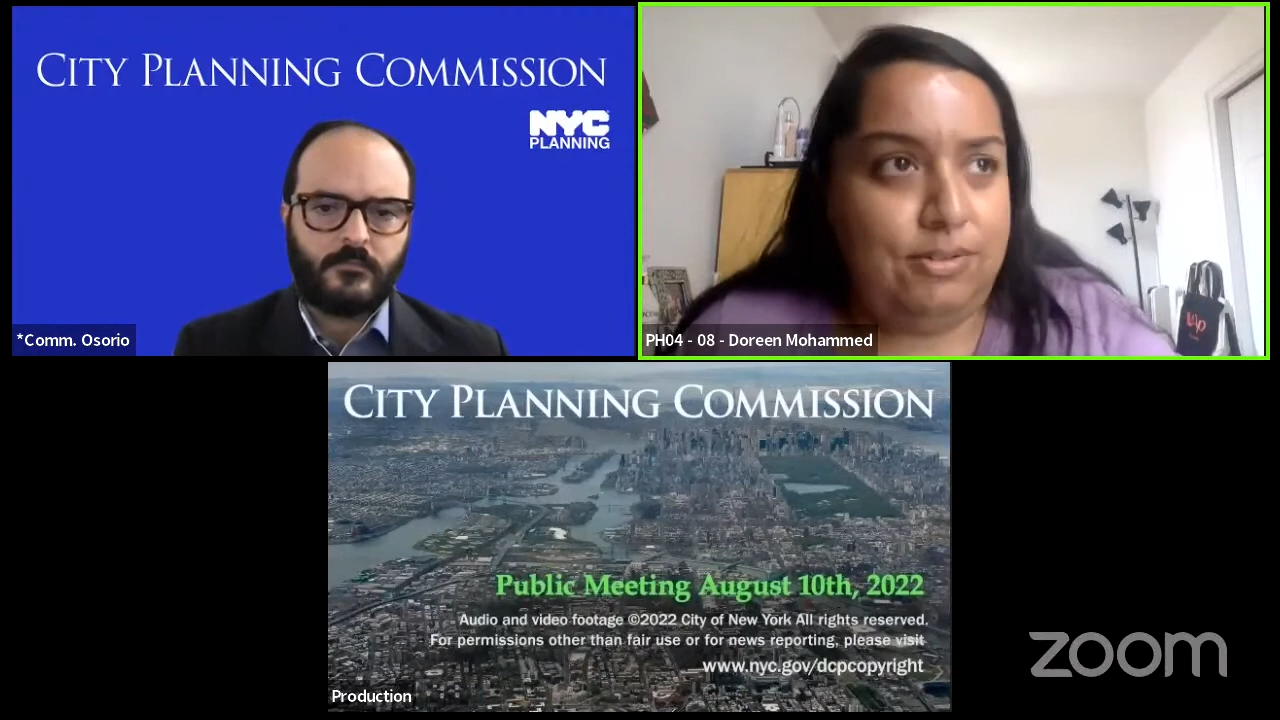 CITY PLANNING COMMISSION
NYC
PLANNING
*Comm. Osorio
PH04 - 08 - Doreen Mohammed
CITY PLANNING COMMISSION
Public Meeting August 10th, 2022
Audio and video footage ©2022 City of New York All rights reserved.
For permissions other than fair use or for news reporting, please visit
www.nyc.gov/dcpcopyright
Production
zoom